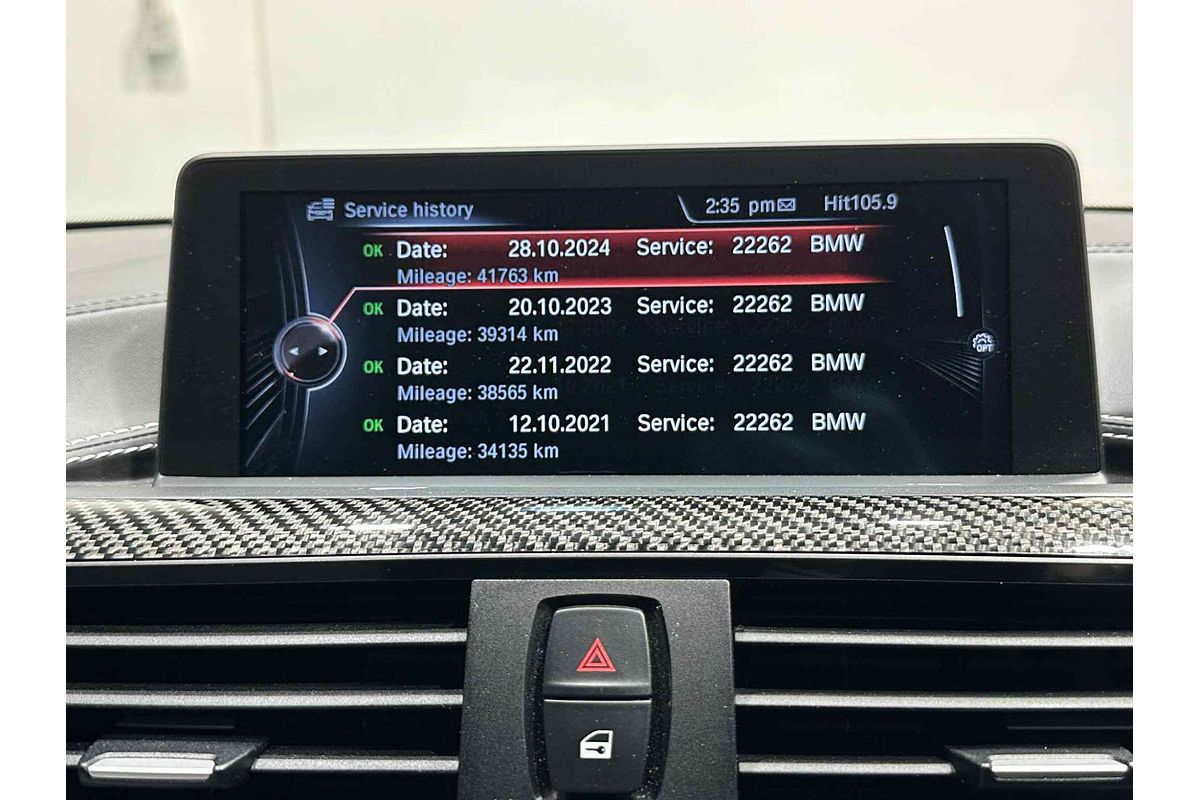 Service history 2:35 pm Hit105.9
OK Date: 28.10.2024 Service: 22262 BMW
Mileage: 41763 km
OK Date: 20.10.2023 Service: 22262 BMW
Mileage: 39314 km
OK Date: 22.11.2022 Service: 22262 BMW
Mileage: 38565 km
OPT
OK Date: 12.10.2021 Service: 22262 BMW
Mileage: 34135 km